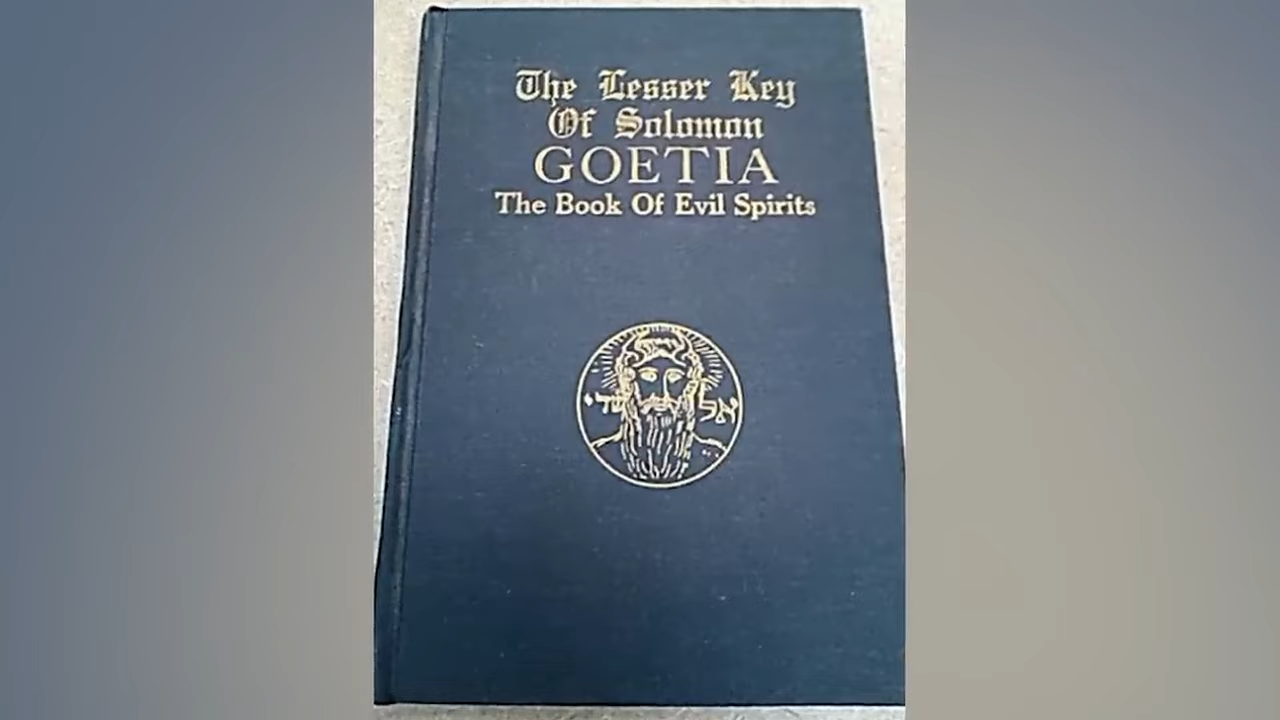 The Lesser Key
Of Solomon
GOETIA
The Book Of Evil Spirits
אל שדי